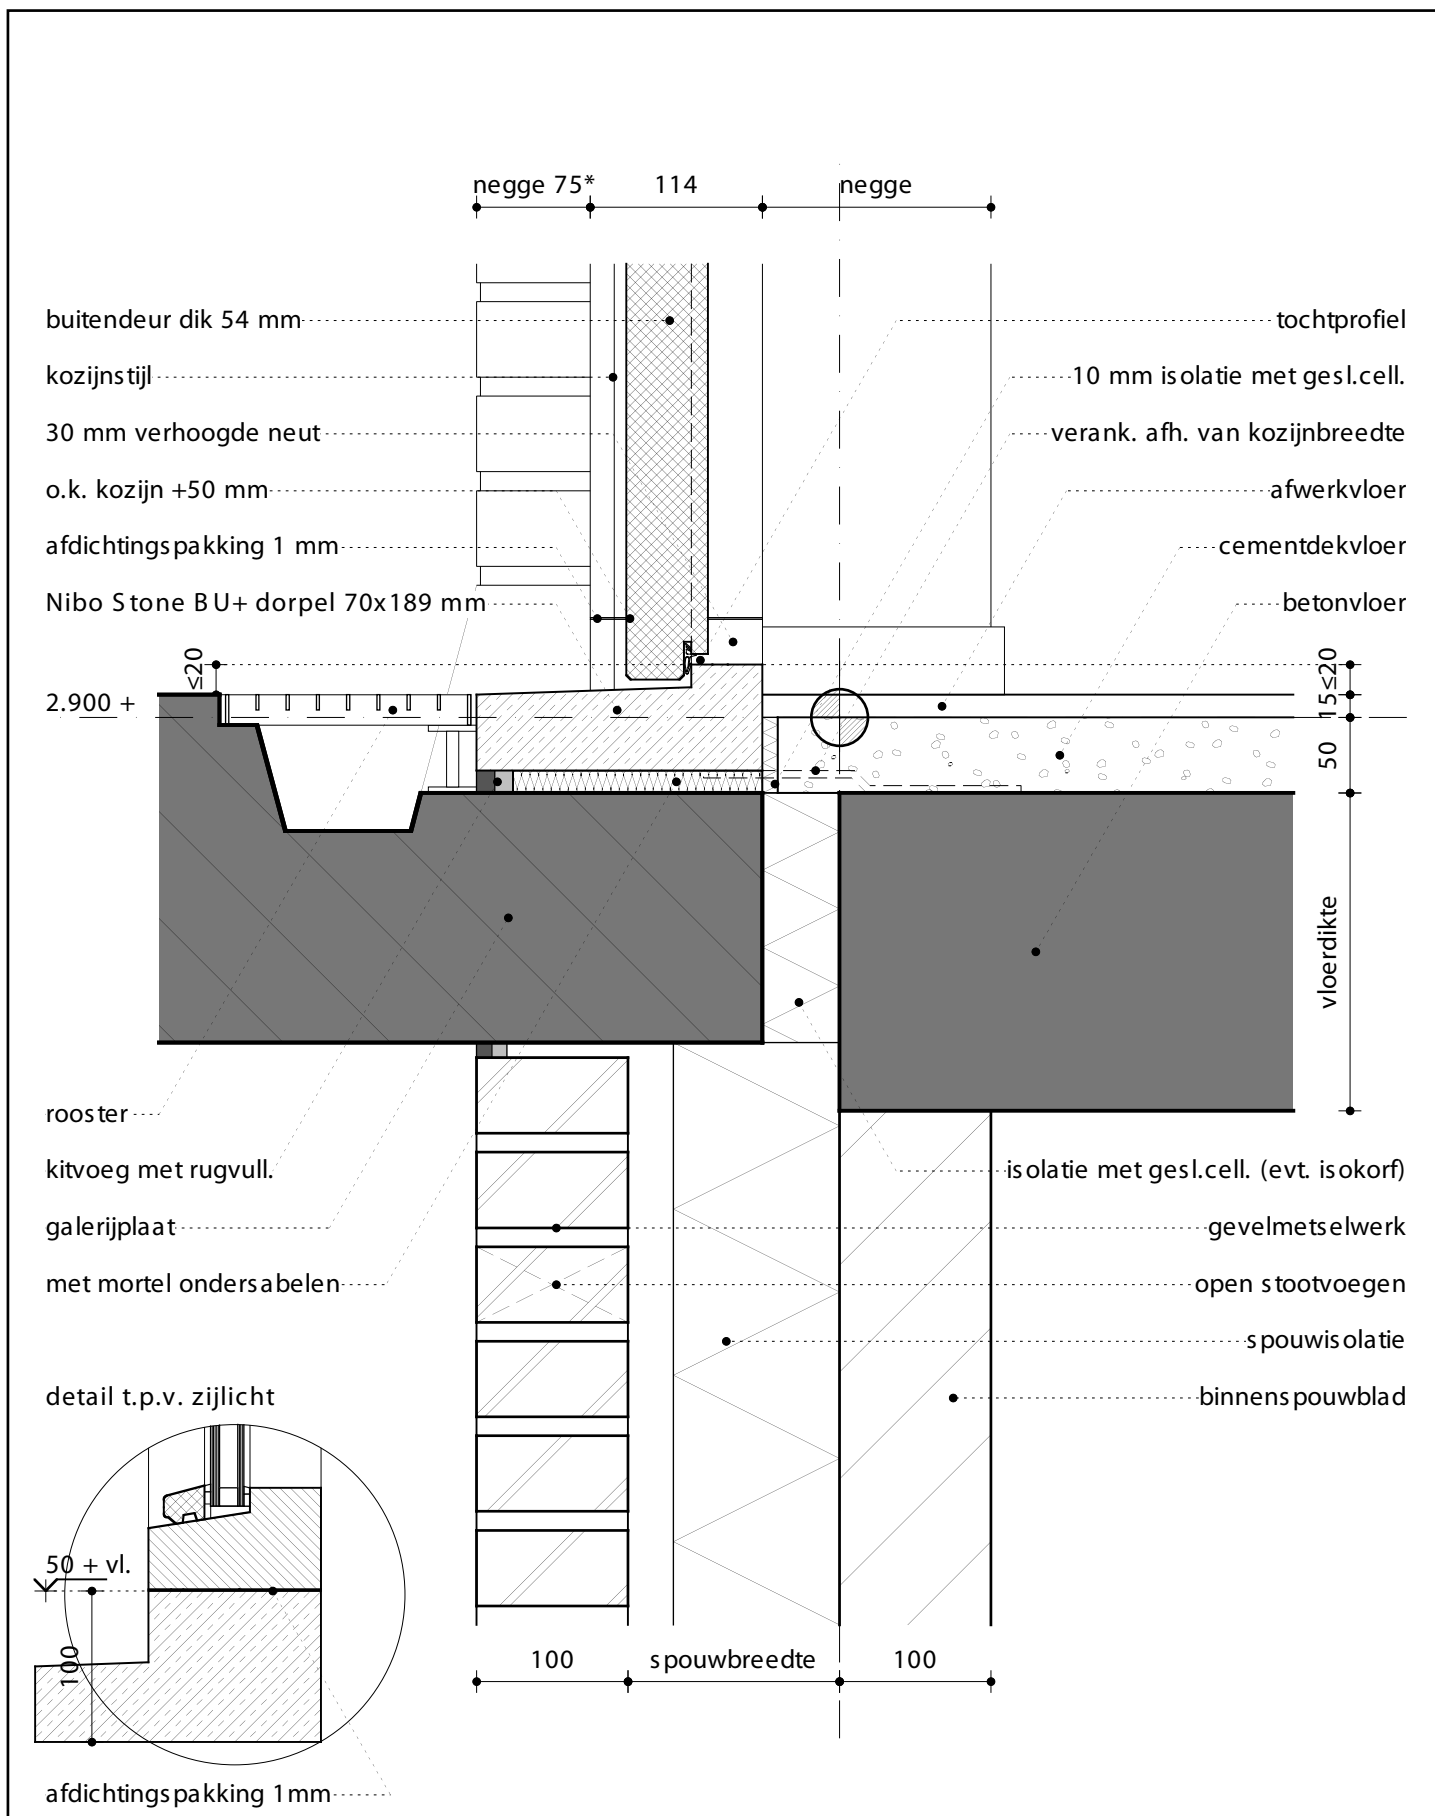 negge 75*
114
negge
buitendeur dik 54 mm
tochtprofiel
kozijnstijl
10 mm isolatie met gesl.cell.
30 mm verhoogde neut
verank. afh. van kozijnbreedte
o.k. kozijn +50 mm
afwerkvloer
afdichtingspakking 1 mm
cementdekvloer
Nibo Stone BU+ dorpel 70x189 mm
betonvloer
≤20
≤20
2.900 +
15
50
vloerdikte
rooster
kitvoeg met rugvull.
isolatie met gesl.cell. (evt. isokorf)
galerijplaat
gevelmetselwerk
met mortel ondersabelen
open stootvoegen
spouwisolatie
detail t.p.v. zijlicht
binnenspouwblad
50 + vl.
100
100
spouwbreedte
100
afdichtingspakking 1mm